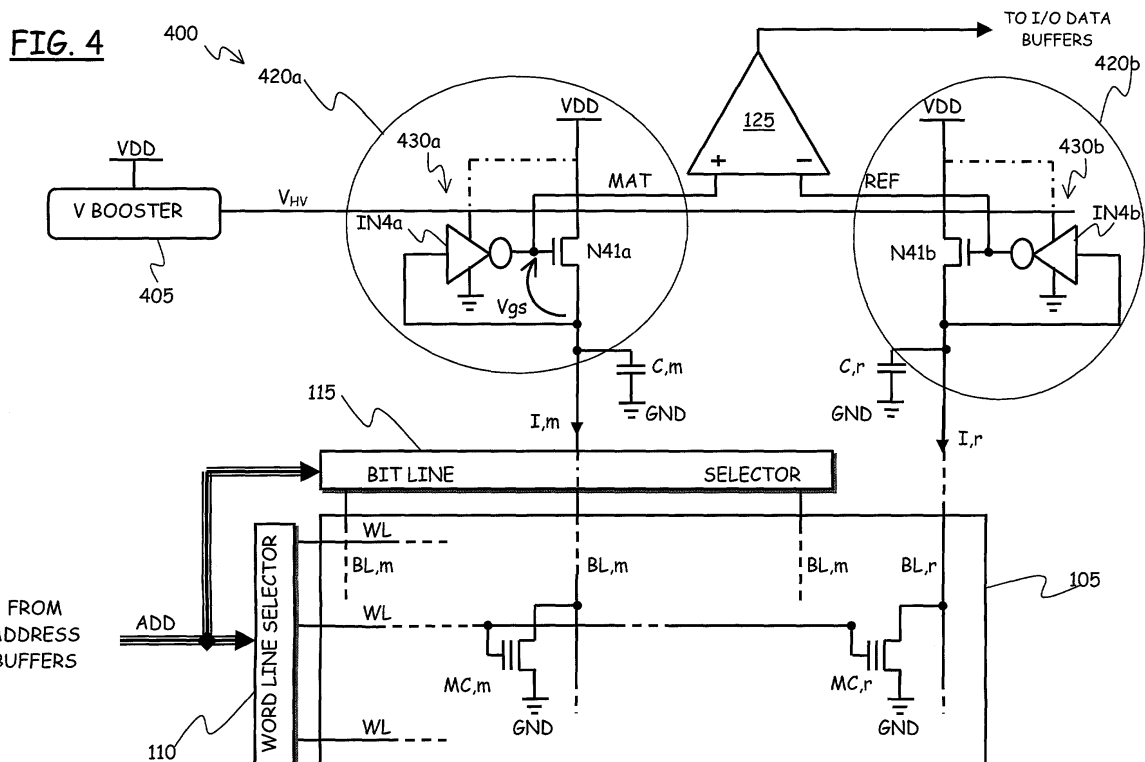 FIG. 4
400
420a
TO I/O DATA
BUFFERS
420b
VDD
125
VDD
430a
430b
+
−
VDD
MAT
REF
V BOOSTER
VHV
IN4a
IN4b
N41a
N41b
405
Vgs
C,m
C,r
GND
GND
115
I,m
I,r
BIT LINE
SELECTOR
WL
BL,m
BL,m
BL,m
BL,r
105
FROM
ADDRESS
BUFFERS
ADD
WORD LINE SELECTOR
WL
MC,m
MC,r
GND
GND
WL
110